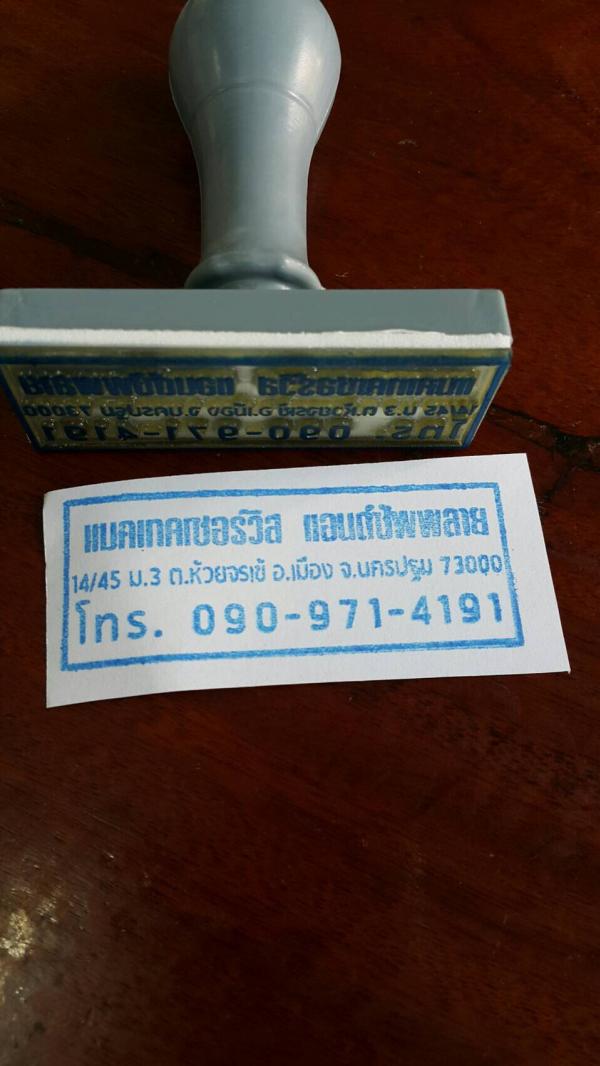 แมคเทคเซอร์วิส แอนด์ซัพพลาย
14/45 ม.3 ต.ห้วยจรเข้ อ.เมือง จ.นครปฐม 73000
โทร. 090-971-4191